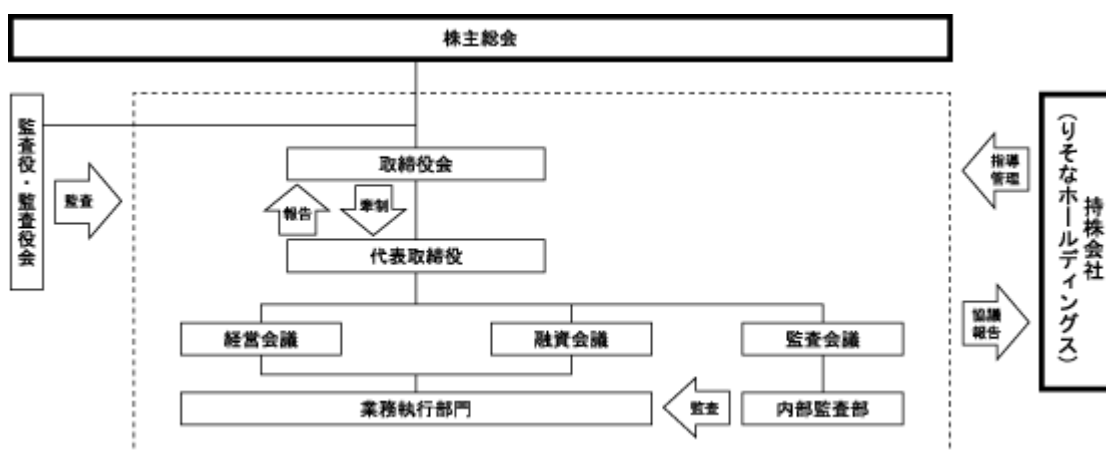 株主総会
監査役・監査役会
監査
取締役会
報告
牽制
代表取締役
経営会議
融資会議
監査会議
業務執行部門
監査
内部監査部
指導
管理
協議
報告
持株会社
（りそなホールディングス）